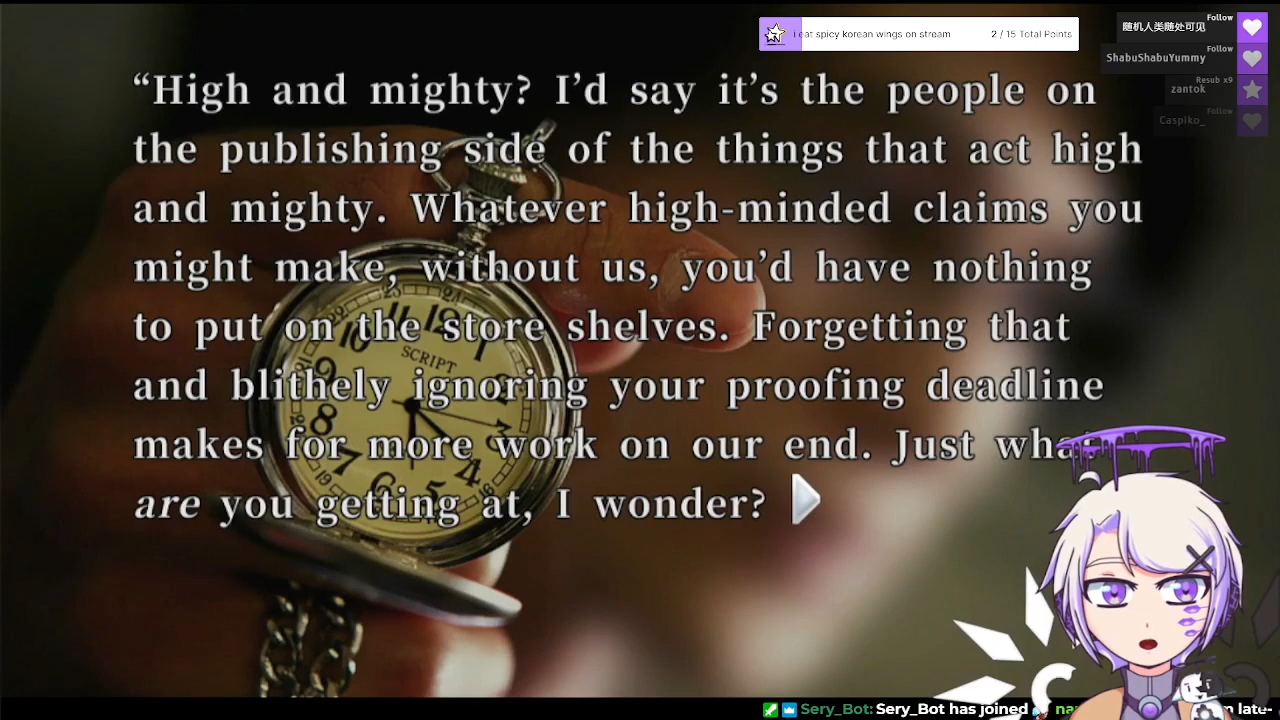 i eat spicy korean wings on stream 2 / 15 Total Points
Follow
随机人类随处可见
Follow
ShabuShabuYummy
Resub x9
zantok
Follow
Caspiko_
“High and mighty? I’d say it’s the people on
the publishing side of the things that act high
and mighty. Whatever high-minded claims you
might make, without us, you’d have nothing
to put on the store shelves. Forgetting that
and blithely ignoring your proofing deadline
makes for more work on our end. Just what
are you getting at, I wonder?
SCRIPT
Sery_Bot: Sery_Bot has joined